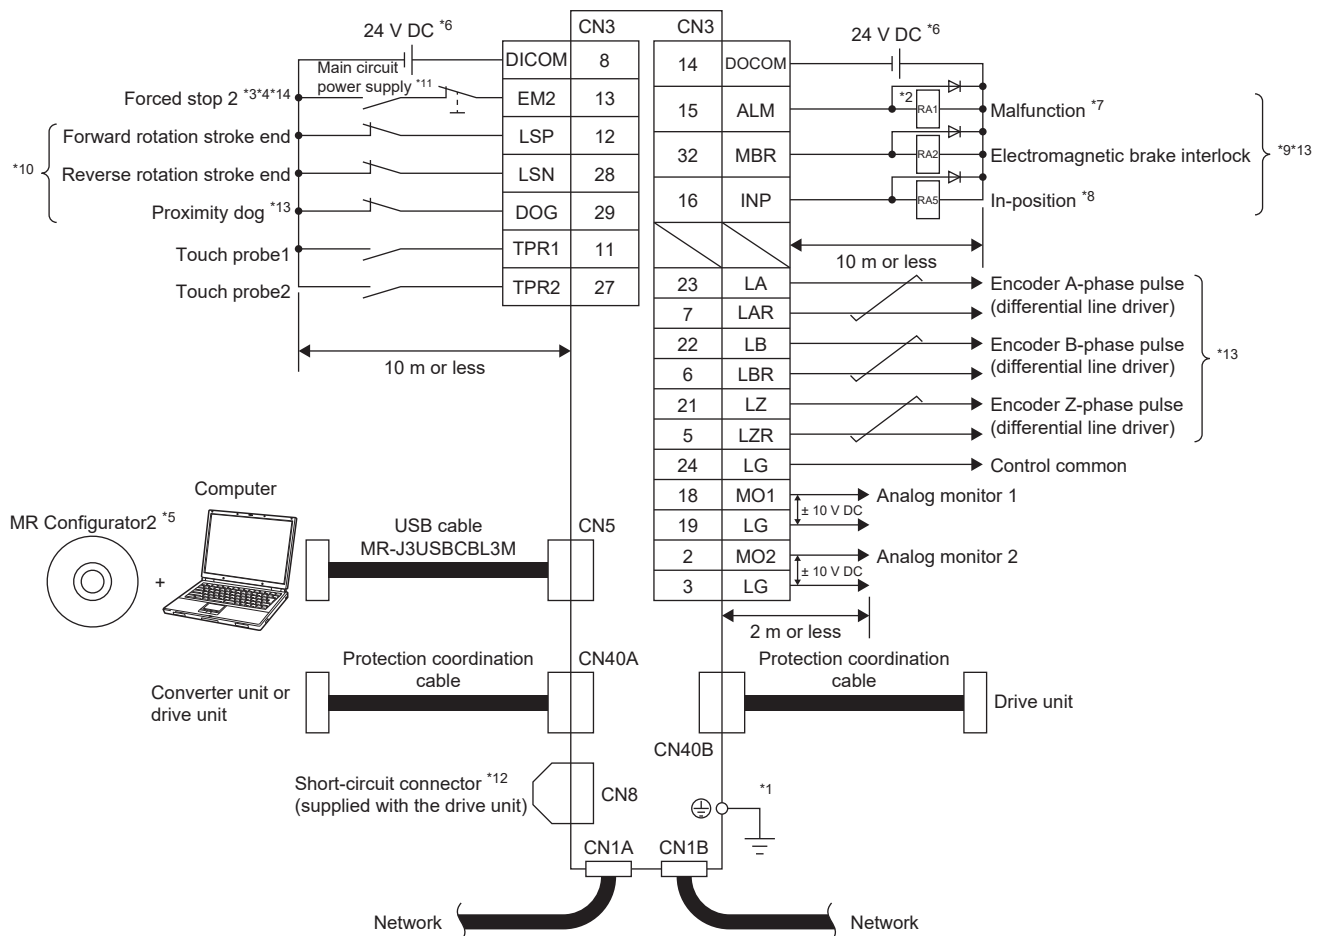 CN3
CN3
24 V DC *6
24 V DC *6
DICOM 8
14 DOCOM
Main circuit
power supply *11
Forced stop 2 *3*4*14
EM2 13
15 ALM
*2
RA1
Malfunction *7
Forward rotation stroke end
LSP 12
*10
Reverse rotation stroke end
LSN 28
32 MBR
RA2
Electromagnetic brake interlock
*9*13
Proximity dog *13
DOG 29
16 INP
RA5
In-position *8
Touch probe1
TPR1 11
10 m or less
Touch probe2
TPR2 27
10 m or less
23 LA
7 LAR
Encoder A-phase pulse
(differential line driver)
22 LB
6 LBR
Encoder B-phase pulse
(differential line driver)
*13
21 LZ
5 LZR
Encoder Z-phase pulse
(differential line driver)
24 LG
Control common
18 MO1
Analog monitor 1
± 10 V DC
19 LG
2 MO2
Analog monitor 2
± 10 V DC
3 LG
2 m or less
Computer
MR Configurator2 *5
+
USB cable
MR-J3USBCBL3M
CN5
Protection coordination
cable
CN40A
Converter unit or
drive unit
Protection coordination
cable
Drive unit
CN40B
Short-circuit connector *12
(supplied with the drive unit)
CN8
*1
CN1A
CN1B
Network
Network